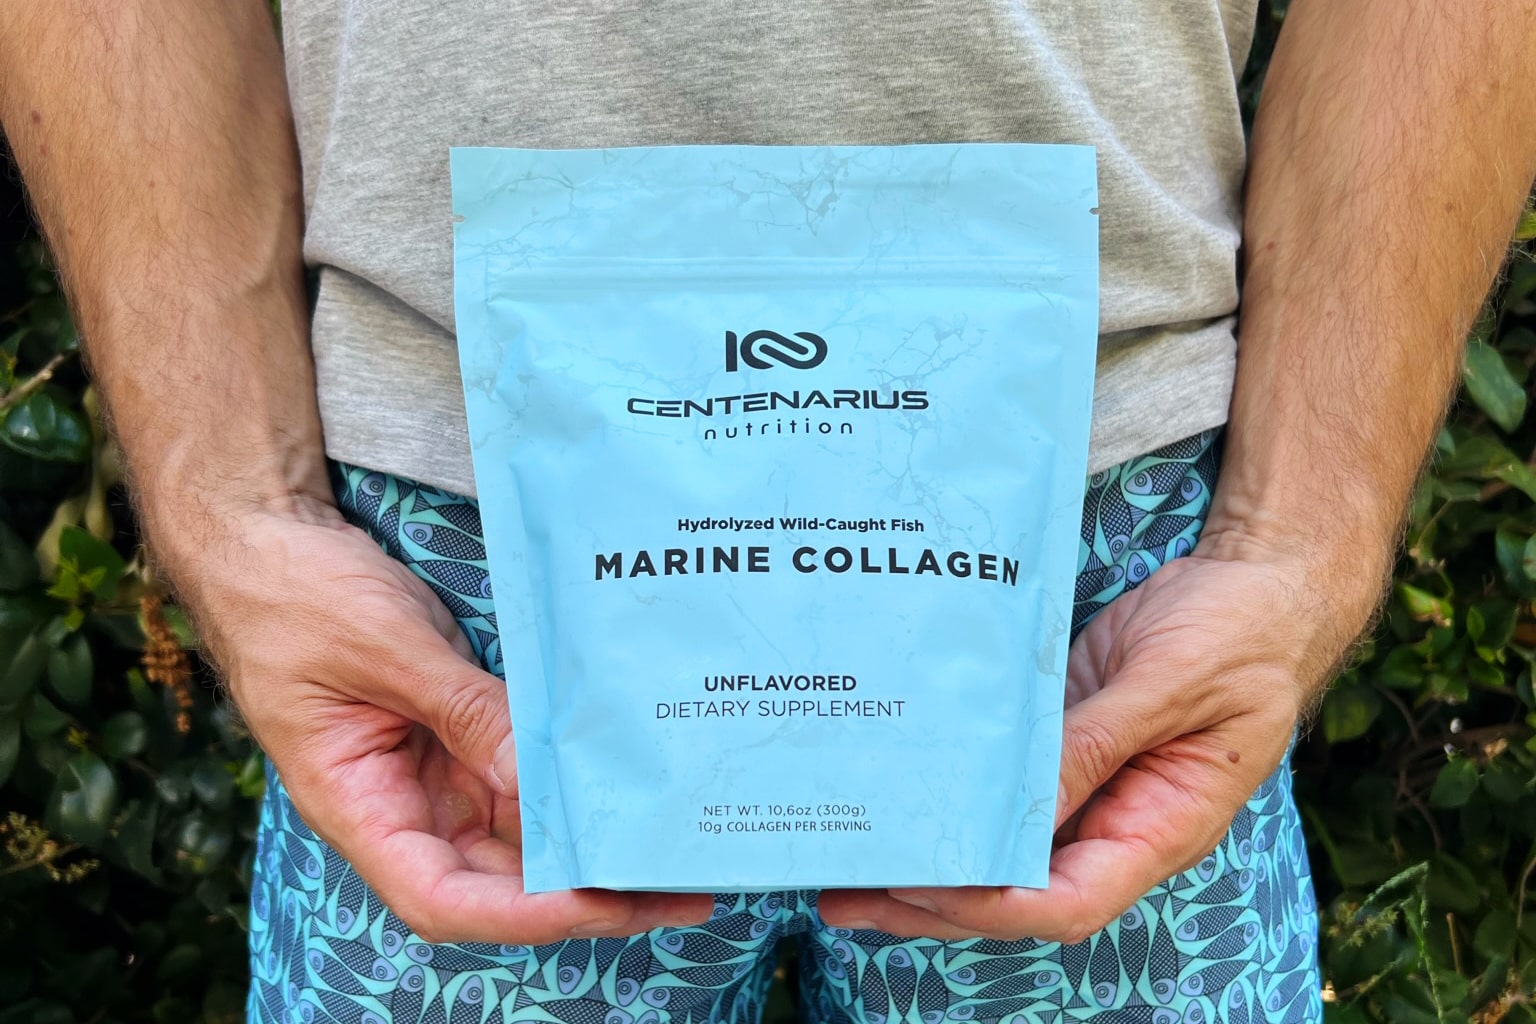 CENTENARIUS
nutrition
Hydrolyzed Wild-Caught Fish
MARINE COLLAGEN
UNFLAVORED
DIETARY SUPPLEMENT
NET WT. 10,6oz (300g)
10g COLLAGEN PER SERVING